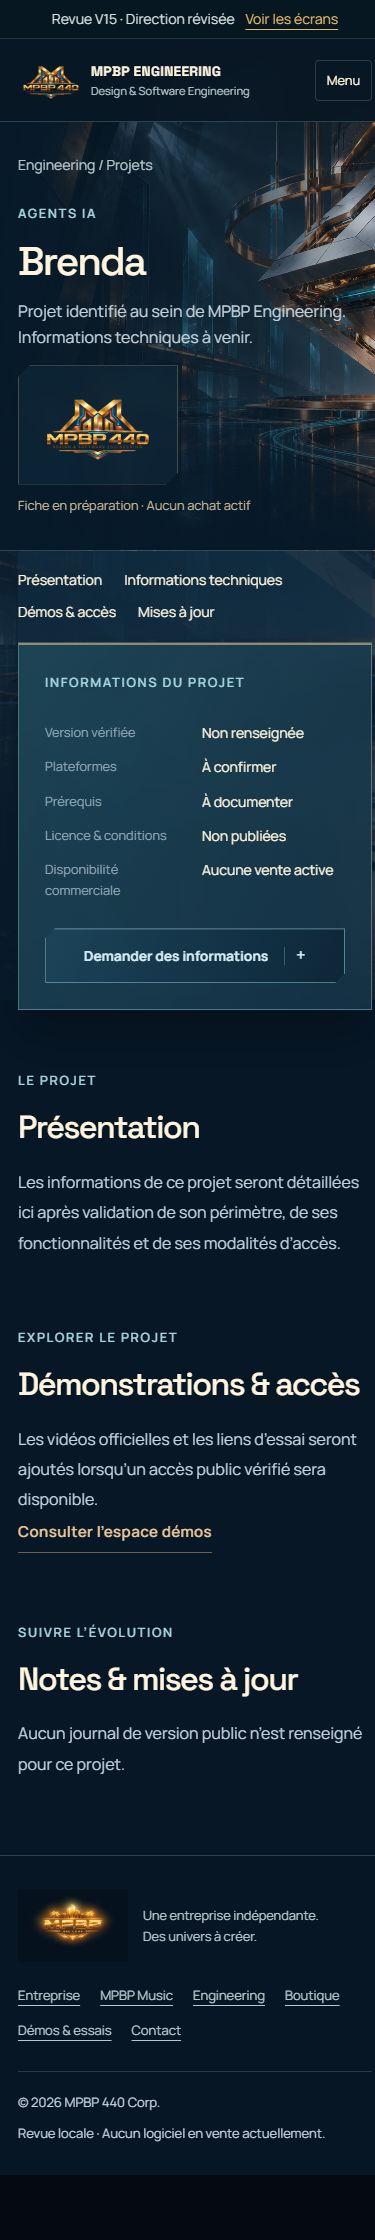 Revue V15 · Direction révisée Voir les écrans
MPBP ENGINEERING
Design & Software Engineering
Menu
Engineering / Projets
AGENTS IA
Brenda
Projet identifié au sein de MPBP Engineering.
Informations techniques à venir.
MPBP 440
Fiche en préparation · Aucun achat actif
Présentation Informations techniques
Démos & accès Mises à jour
INFORMATIONS DU PROJET
Version vérifiée Non renseignée
Plateformes À confirmer
Prérequis À documenter
Licence & conditions Non publiées
Disponibilité commerciale Aucune vente active
Demander des informations +
LE PROJET
Présentation
Les informations de ce projet seront détaillées
ici après validation de son périmètre, de ses
fonctionnalités et de ses modalités d’accès.
EXPLORER LE PROJET
Démonstrations & accès
Les vidéos officielles et les liens d’essai seront
ajoutés lorsqu’un accès public vérifié sera
disponible.
Consulter l’espace démos
SUIVRE L’ÉVOLUTION
Notes & mises à jour
Aucun journal de version public n’est renseigné
pour ce projet.
MPBP
Une entreprise indépendante.
Des univers à créer.
Entreprise MPBP Music Engineering Boutique
Démos & essais Contact
© 2026 MPBP 440 Corp.
Revue locale · Aucun logiciel en vente actuellement.